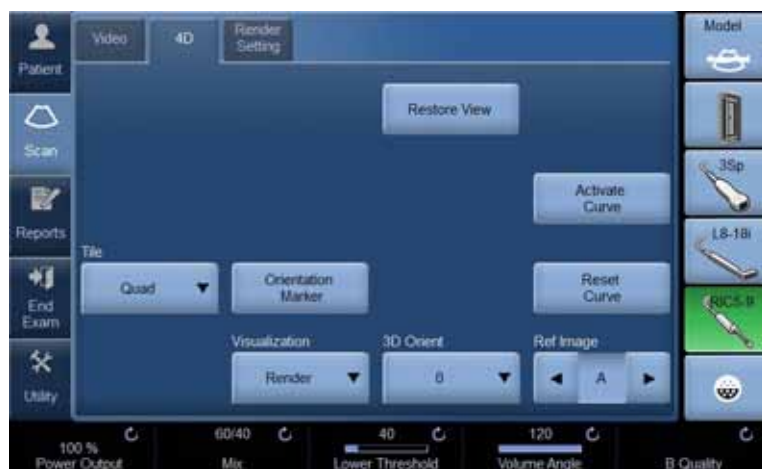 Patient
Scan
Reports
End
Exam
Utility
Video
4D
Render
Setting
Restore View
Activate
Curve
Tile
Quad
Orientation
Marker
Reset
Curve
Visualization
3D Orient
Ref Image
Render
A
Model
3Sp
L8-18i
RIC5-9
60/40
40
120
100 %
Power Output
Mix
Lower Threshold
Volume Angle
B Quality